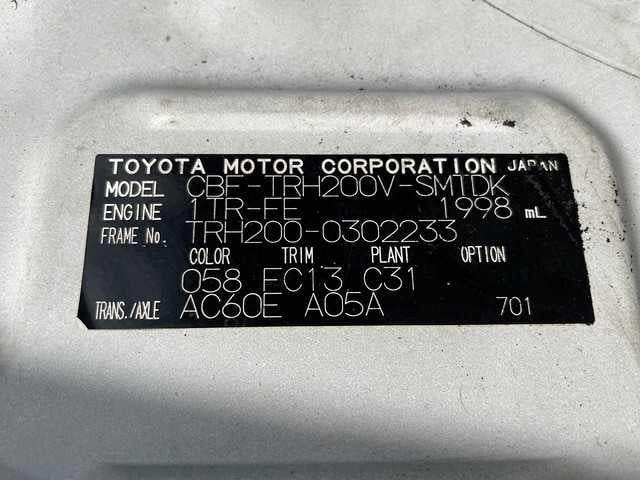 TOYOTA MOTOR CORPORATION JAPAN
MODEL CBF-TRH200V-SMTDK
ENGINE 1TR-FE 1998 mL
FRAME No. TRH200-0302233
COLOR TRIM PLANT OPTION
058 EC13 C31
TRANS./AXLE AC60E A05A 701